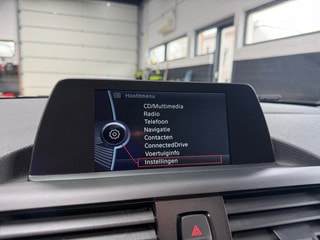 Hoofdmenu
CD/Multimedia
Radio
Telefoon
Navigatie
Contacten
ConnectedDrive
Voertuiginfo
Instellingen